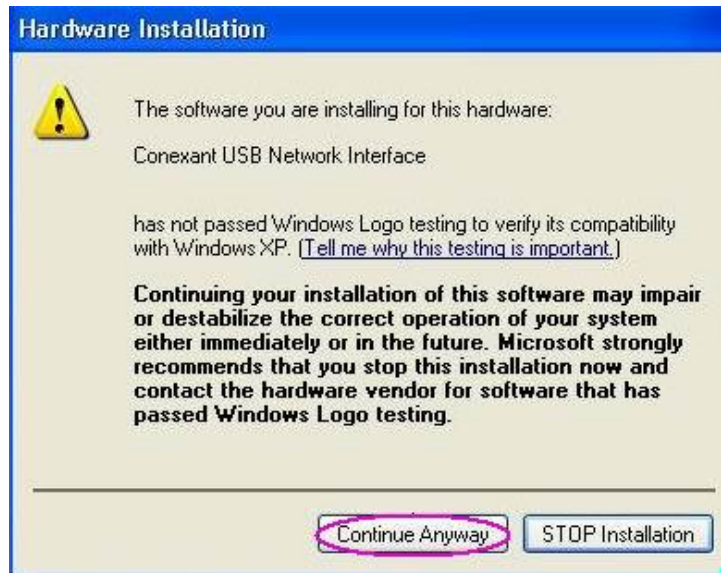 Hardware Installation
The software you are installing for this hardware:
Conexant USB Network Interface
has not passed Windows Logo testing to verify its compatibility
with Windows XP. (Tell me why this testing is important.)
Continuing your installation of this software may impair
or destabilize the correct operation of your system
either immediately or in the future. Microsoft strongly
recommends that you stop this installation now and
contact the hardware vendor for software that has
passed Windows Logo testing.
Continue Anyway
STOP Installation